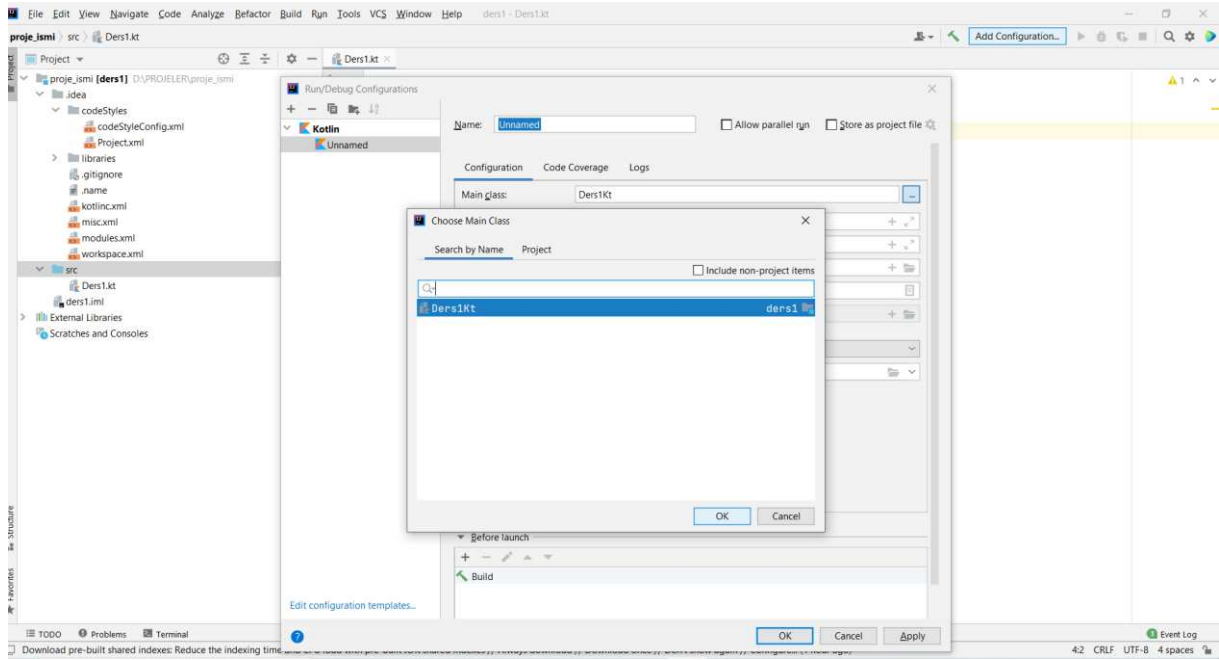 File Edit View Navigate Code Analyze Refactor Build Run Tools VCS Window Help ders1 - Ders1.kt
proje_ismi src Ders1.kt
Add Configuration...
Project
Ders1.kt
proje_ismi [ders1] D:\PROJELER\proje_ismi
.idea
codeStyles
codeStyleConfig.xml
Project.xml
libraries
.gitignore
.name
kotlinc.xml
misc.xml
modules.xml
workspace.xml
src
Ders1.kt
ders1.iml
External Libraries
Scratches and Consoles
Project
Structure
Favorites
1
Run/Debug Configurations
Kotlin
Unnamed
Name: Unnamed
Allow parallel run
Store as project file
Configuration Code Coverage Logs
Main class: Ders1Kt
Choose Main Class
Search by Name Project
Include non-project items
Ders1Kt ders1
OK Cancel
Before launch
Build
Edit configuration templates...
OK Cancel Apply
TODO Problems Terminal
Event Log
Download pre-built shared indexes: Reduce the indexing time
4:2 CRLF UTF-8 4 spaces